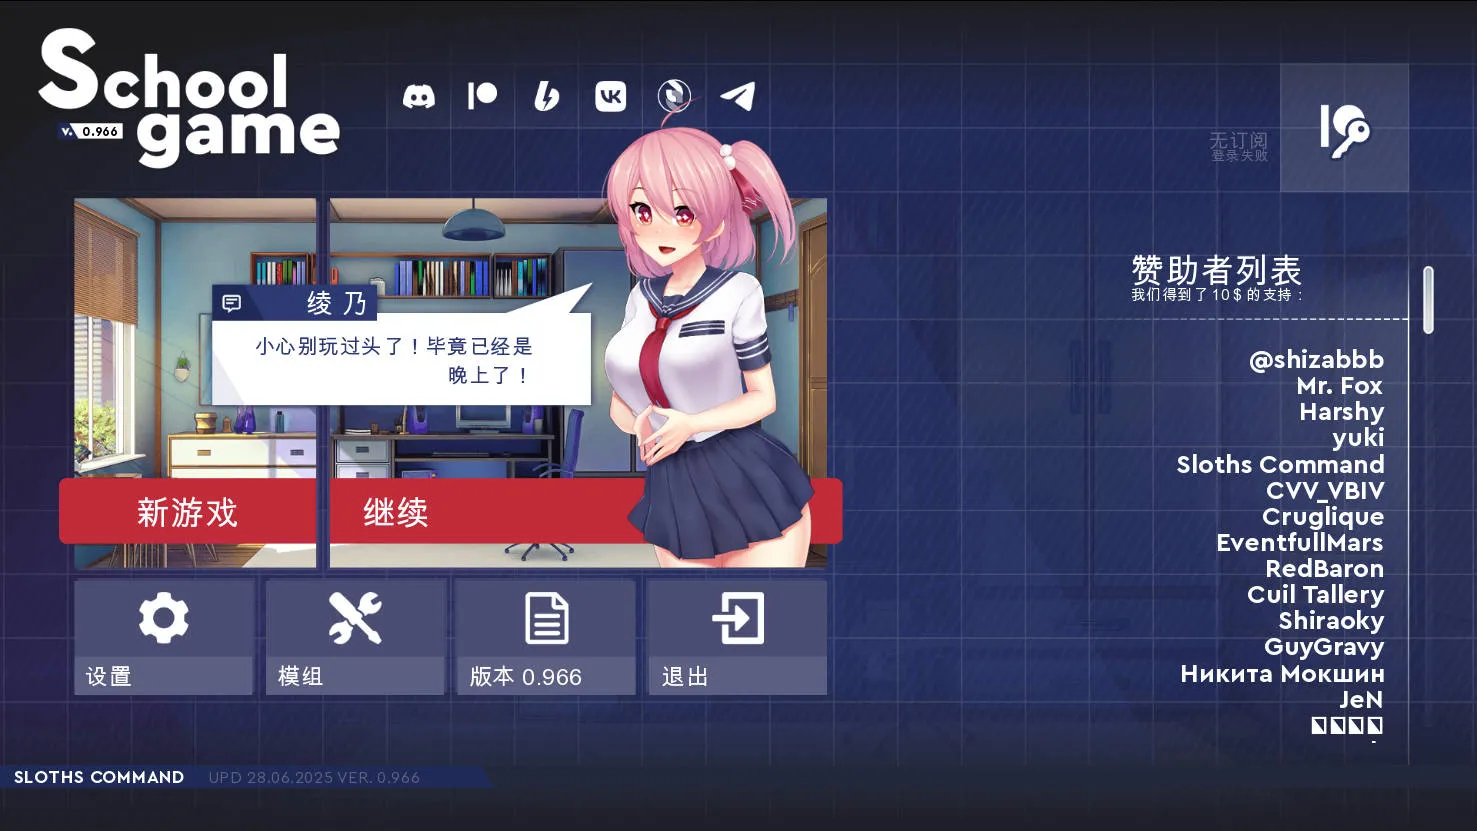 School
game
v. 0.966
无订阅
登录失败
绫乃
小心别玩过头了！毕竟已经是
晚上了！
新游戏
继续
设置
模组
版本 0.966
退出
赞助者列表
我们得到了10$的支持：
@shizabbb
Mr. Fox
Harshy
yuki
Sloths Command
CVV_VBIV
Cruglique
EventfullMars
RedBaron
Cuil Tallery
Shiraoky
GuyGravy
Никита Мокшин
JeN
SLOTHS COMMAND UPD 28.06.2025 VER. 0.966